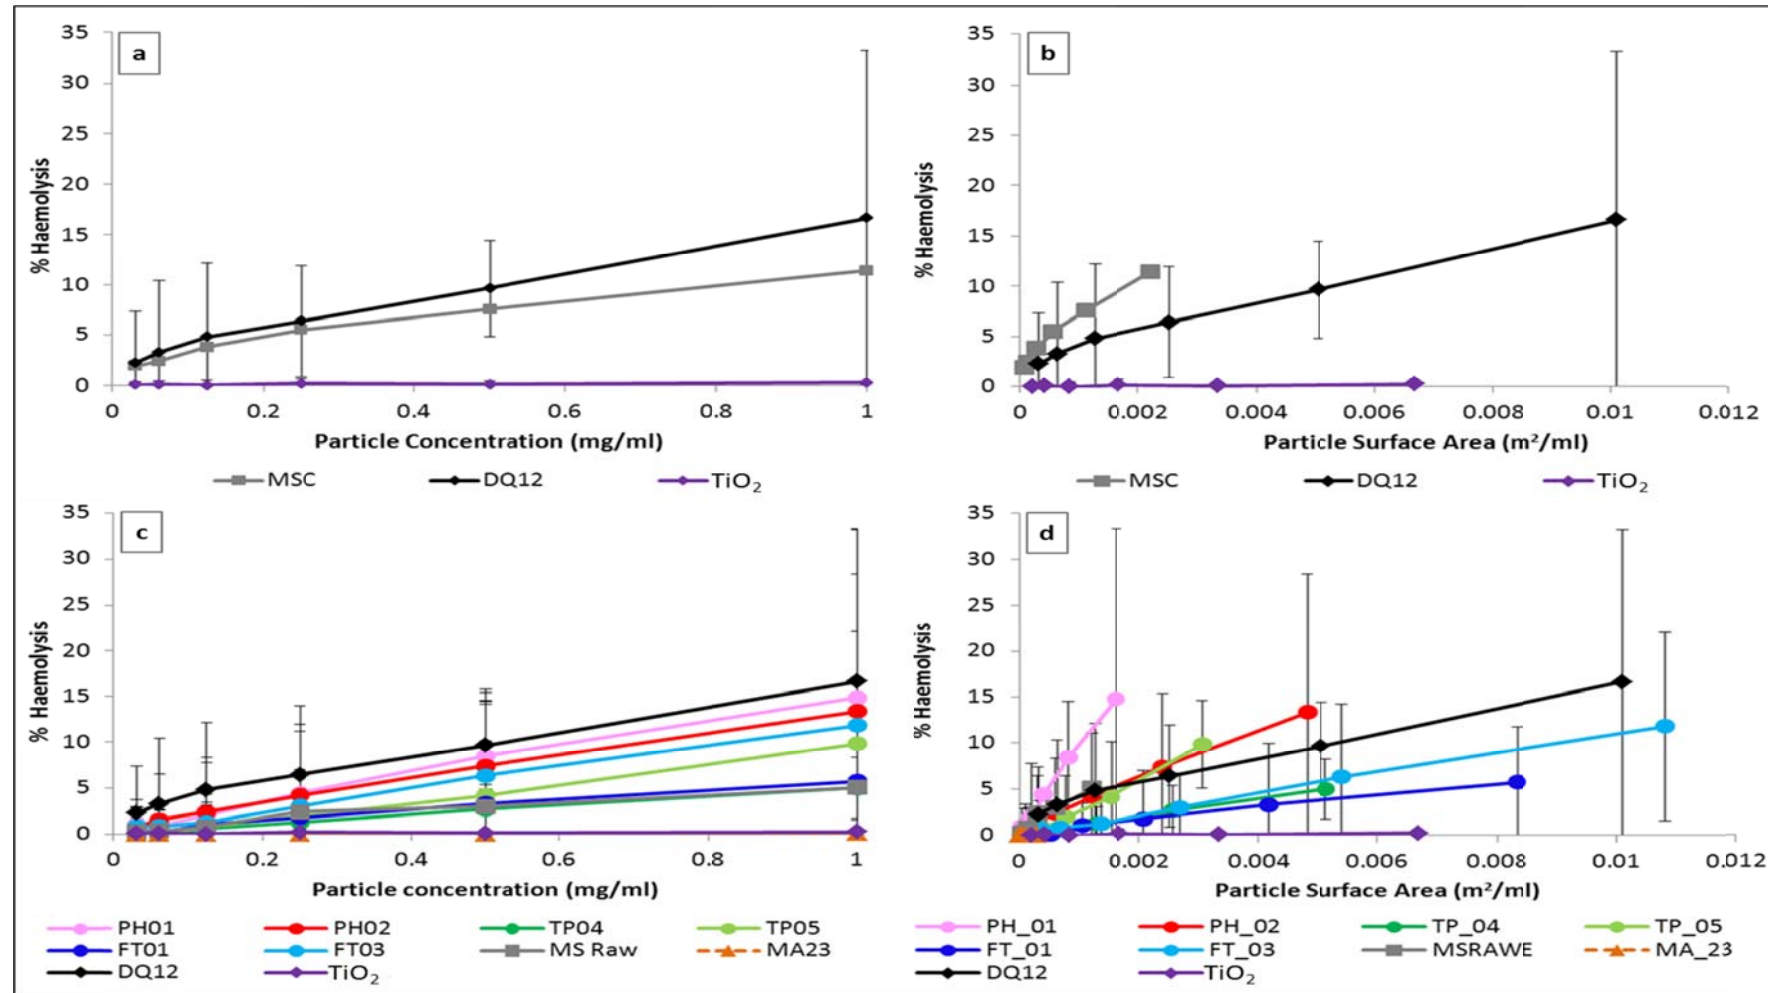 a
35
30
25
20
15
10
5
0
% Haemolysis
0 0.2 0.4 0.6 0.8 1
Particle Concentration (mg/ml)
MSC DQ12 TiO₂
b
35
30
25
20
15
10
5
0
% Haemolysis
0 0.002 0.004 0.006 0.008 0.01 0.012
Particle Surface Area (m²/ml)
MSC DQ12 TiO₂
c
35
30
25
20
15
10
5
0
% Haemolysis
0 0.2 0.4 0.6 0.8 1
Particle concentration (mg/ml)
PH01 PH02 TP04 TP05
FT01 FT03 MS Raw MA23
DQ12 TiO₂
d
35
30
25
20
15
10
5
0
% Haemolysis
0 0.002 0.004 0.006 0.008 0.01 0.012
Particle Surface Area (m²/ml)
PH_01 PH_02 TP_04 TP_05
FT_01 FT_03 MSRAWE MA_23
DQ12 TiO₂